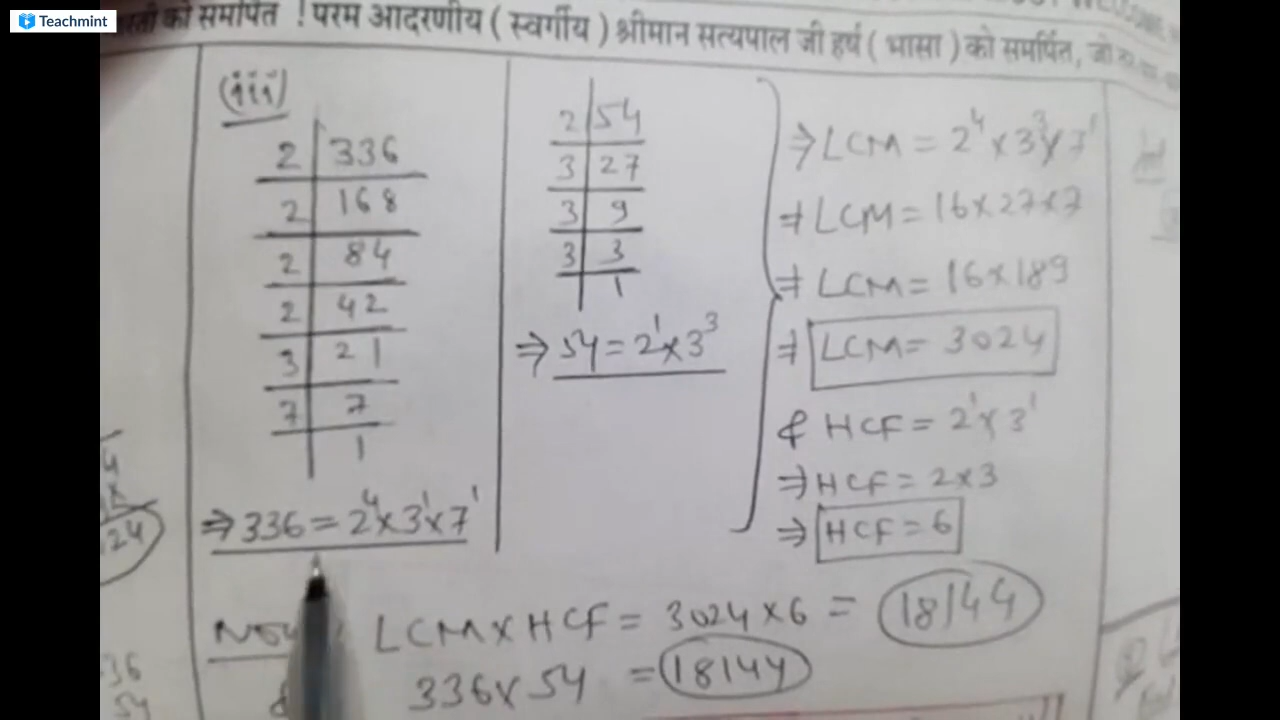 Teachmint
को समर्पित ! परम आदरणीय ( स्वर्गीय ) श्रीमान सत्यपाल जी हर्ष ( भासा ) को समर्पित, जो
(iii)
2 | 336
2 | 168
2 | 84
2 | 42
3 | 21
7 | 7
1
⇒ 336 = 2⁴ × 3¹ × 7¹
2 | 54
3 | 27
3 | 9
3 | 3
1
⇒ 54 = 2¹ × 3³
⇒ LCM = 2⁴ × 3³ × 7¹
⇒ LCM = 16 × 27 × 7
⇒ LCM = 16 × 189
⇒ LCM = 3024
& HCF = 2¹ × 3¹
⇒ HCF = 2 × 3
⇒ HCF = 6
LCM × HCF = 3024 × 6 = 18144
336 × 54 = 18144